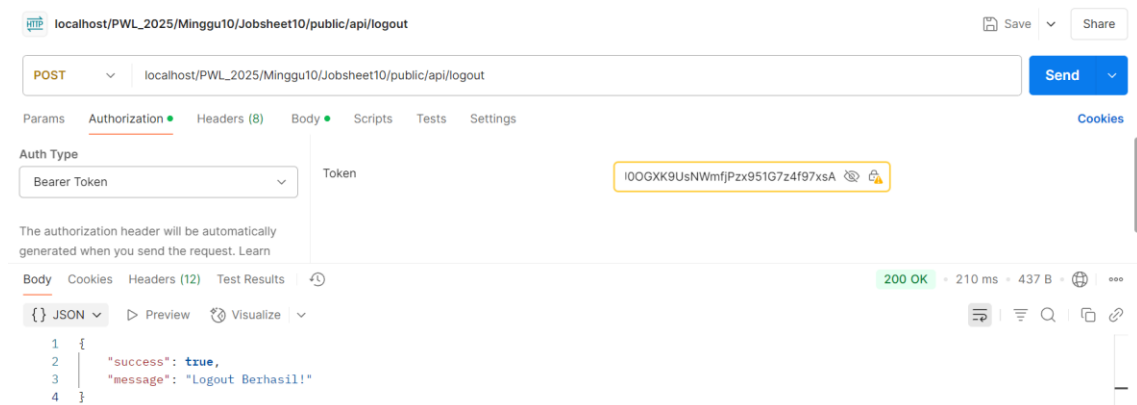 HTTP localhost/PWL_2025/Minggu10/Jobsheet10/public/api/logout Save Share
POST localhost/PWL_2025/Minggu10/Jobsheet10/public/api/logout Send
Params Authorization Headers (8) Body Scripts Tests Settings Cookies
Auth Type
Bearer Token
Token
J0OGXK9UsNWmfjPzx951G7z4f97xsA
The authorization header will be automatically
generated when you send the request. Learn
Body Cookies Headers (12) Test Results 200 OK 210 ms 437 B
{} JSON Preview Visualize
1 {
2 "success": true,
3 "message": "Logout Berhasil!"
4 }